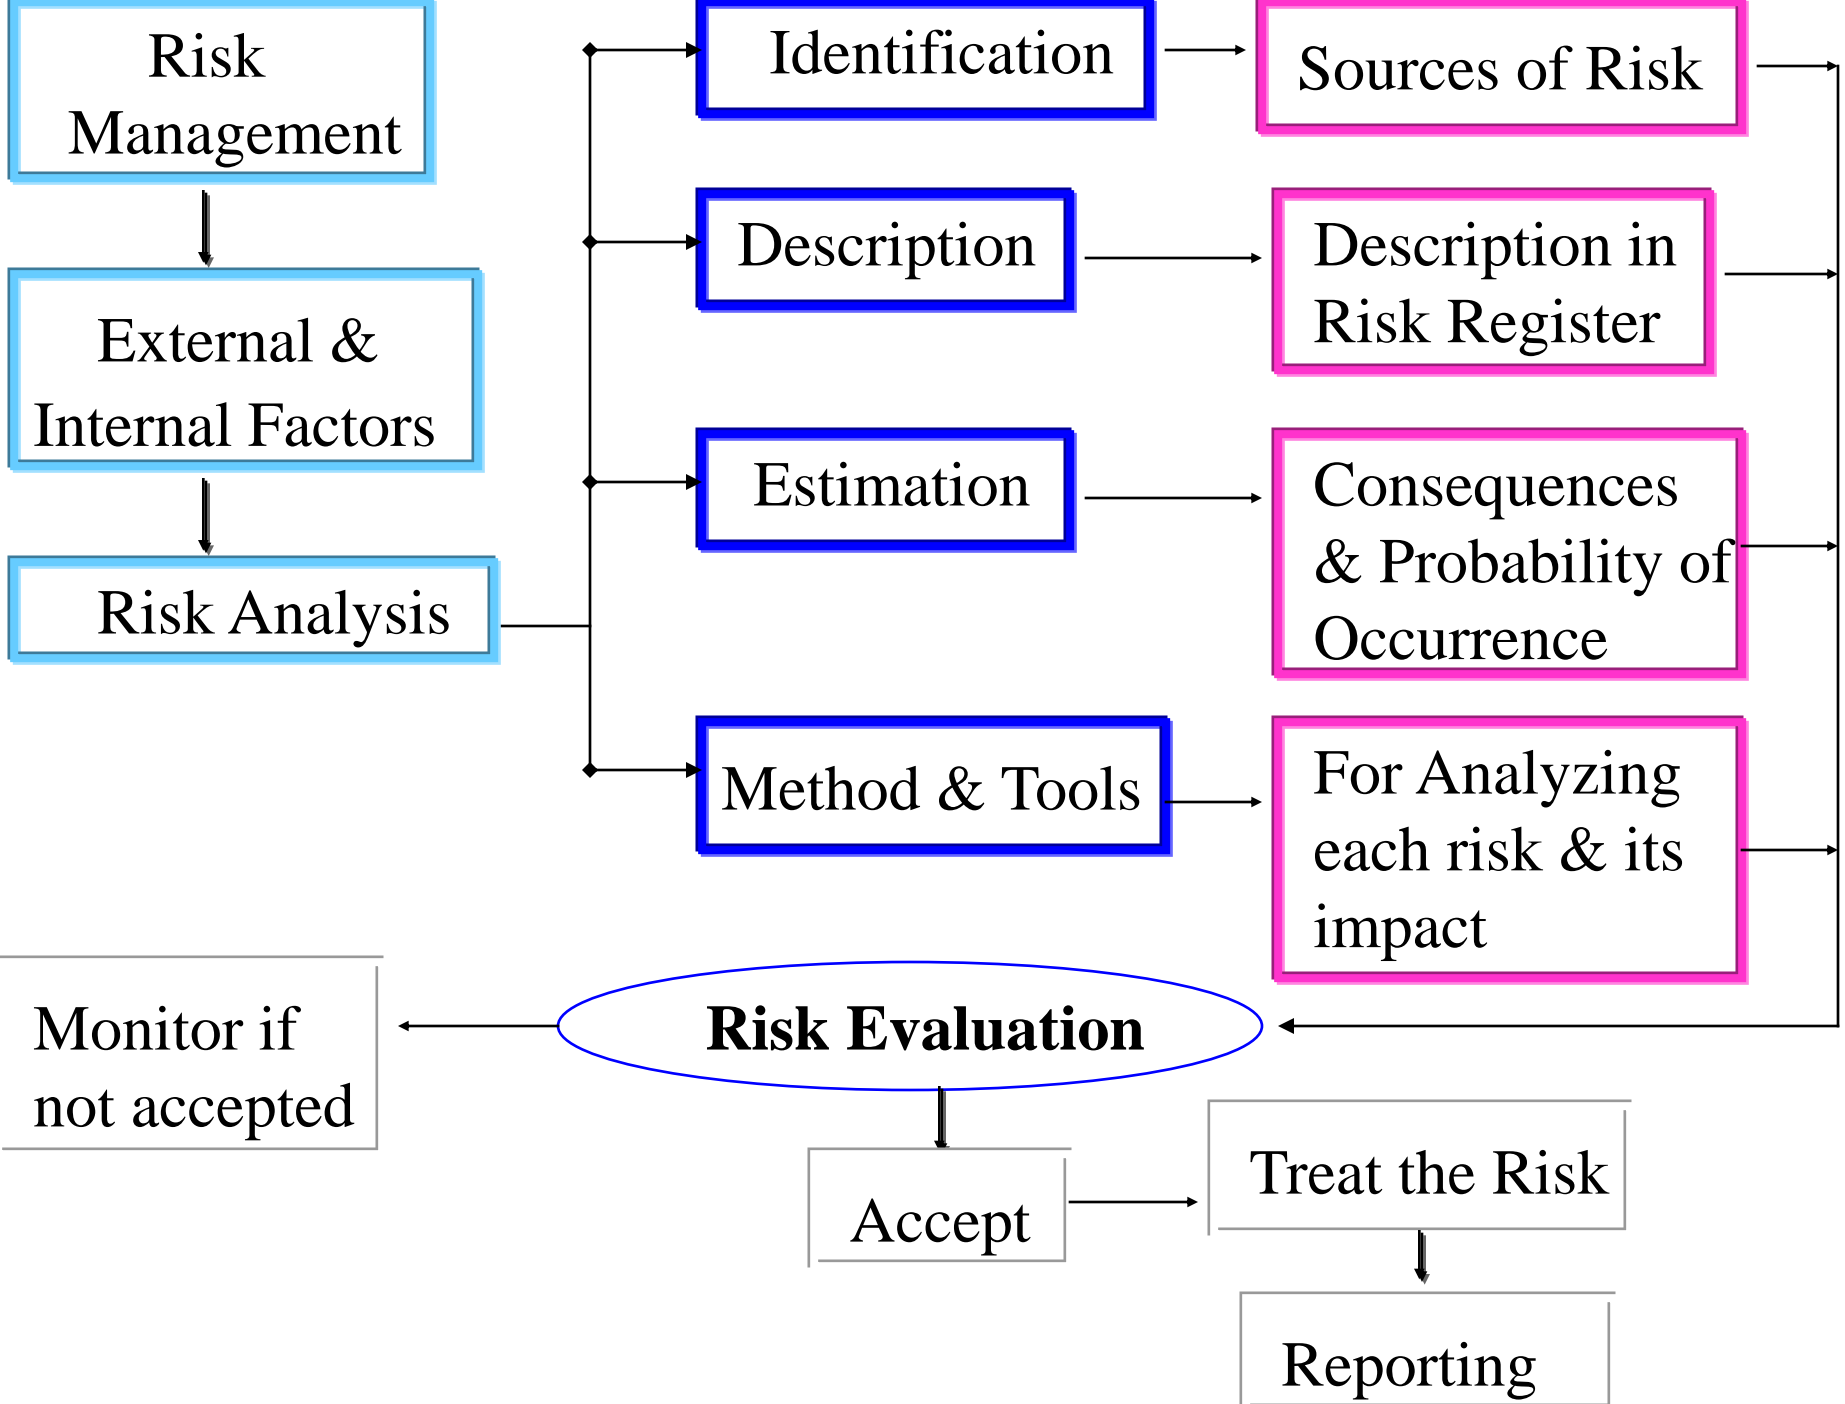 Risk
Management
External &
Internal Factors
Risk Analysis
Identification
Description
Estimation
Method & Tools
Sources of Risk
Description in
Risk Register
Consequences
& Probability of
Occurrence
For Analyzing
each risk & its
impact
Risk Evaluation
Monitor if
not accepted
Accept
Treat the Risk
Reporting